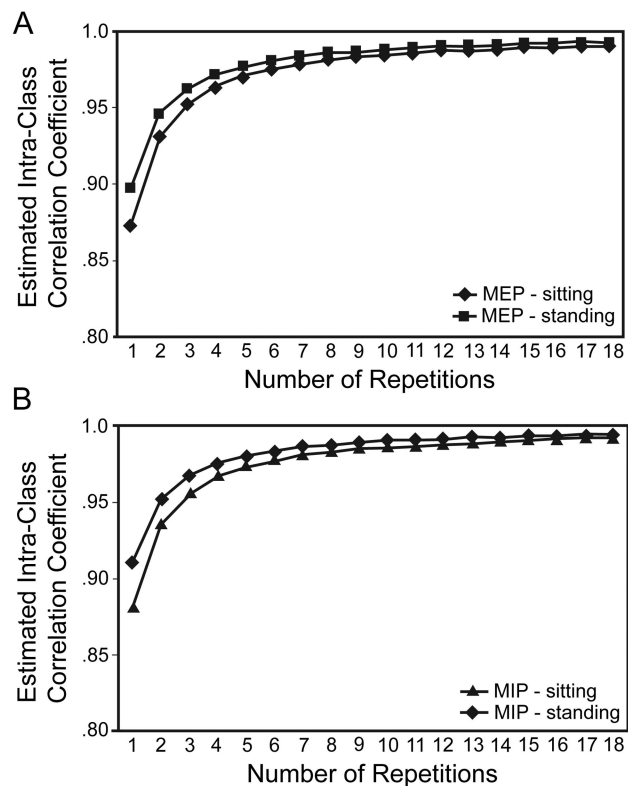 A
Estimated Intra-Class
Correlation Coefficient
1.0
.95
.90
.85
.80
MEP - sitting
MEP - standing
1 2 3 4 5 6 7 8 9 10 11 12 13 14 15 16 17 18
Number of Repetitions
B
Estimated Intra-Class
Correlation Coefficient
1.0
.95
.90
.85
.80
MIP - sitting
MIP - standing
1 2 3 4 5 6 7 8 9 10 11 12 13 14 15 16 17 18
Number of Repetitions